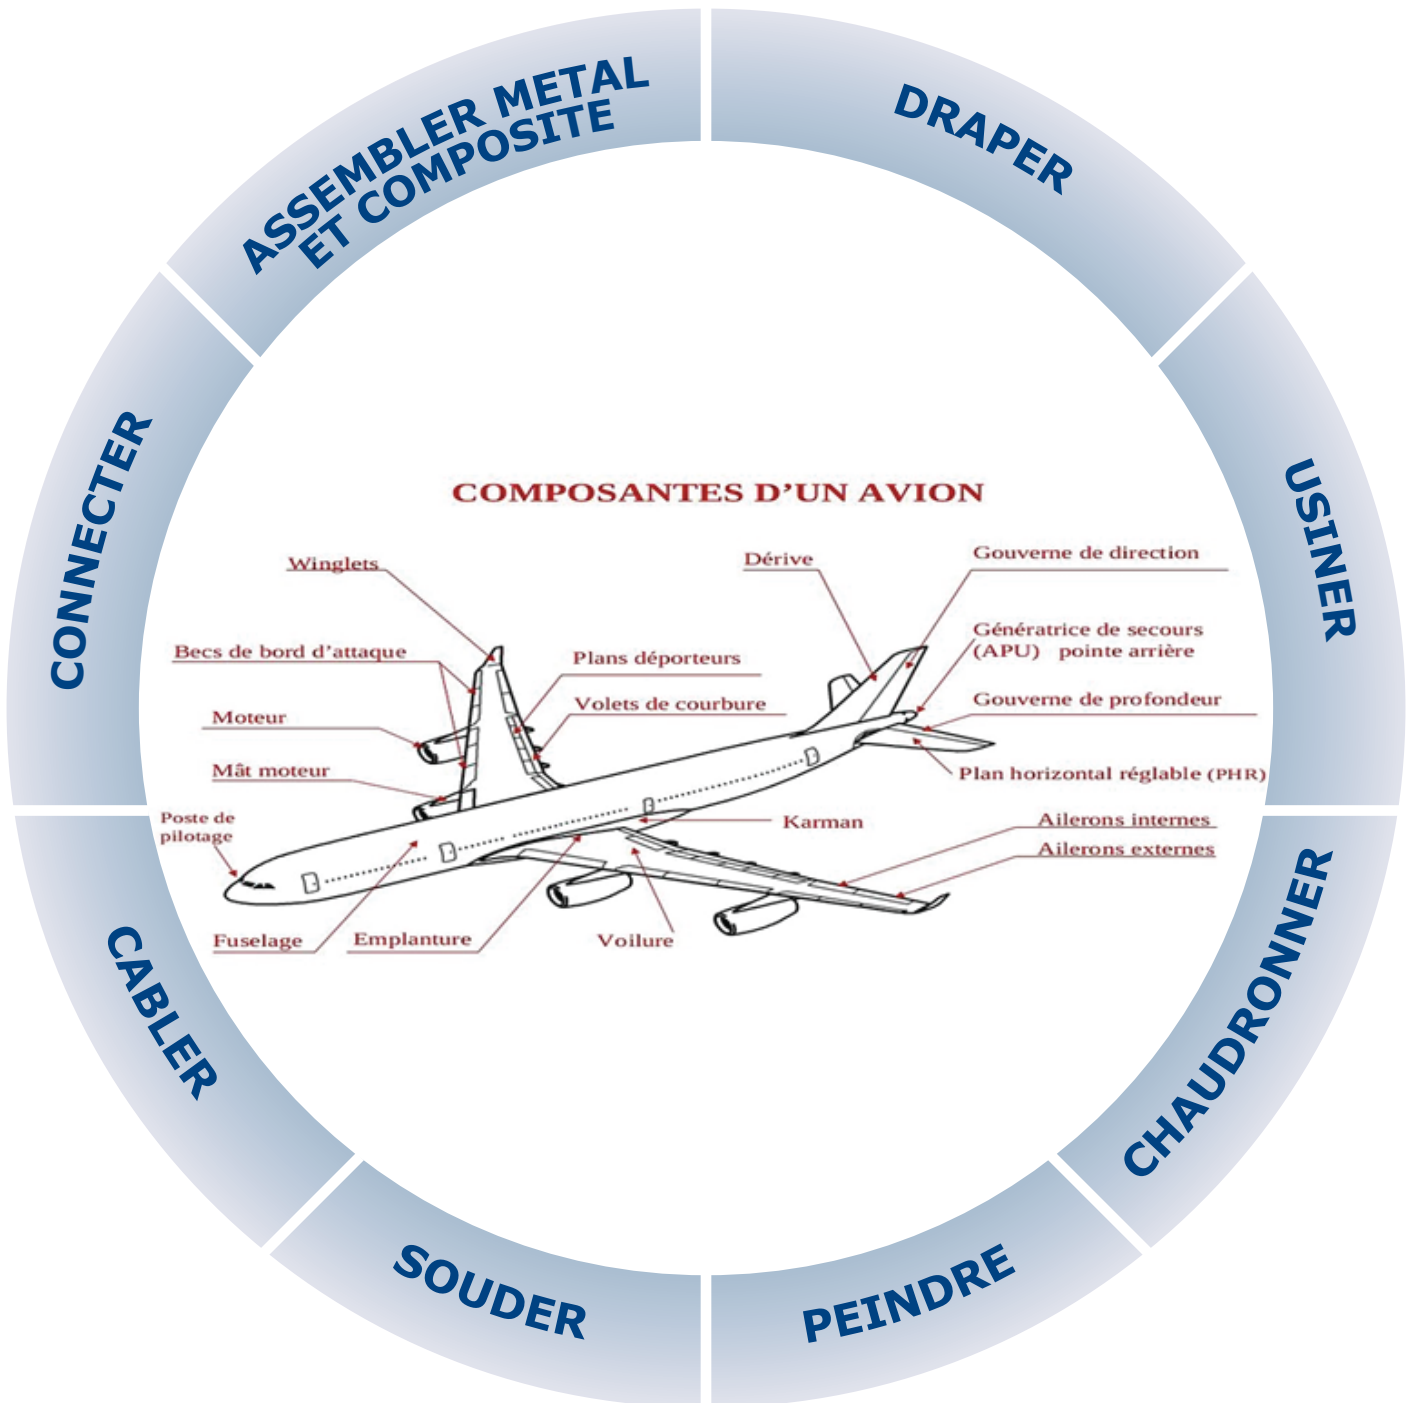 ASSEMBLER METAL
ET COMPOSITE
DRAPER
USINER
CHAUDRONNER
PEINDRE
SOUDER
CABLER
CONNECTER
COMPOSANTES D’UN AVION
Winglets
Dérive
Gouverne de direction
Becs de bord d’attaque
Plans déporteurs
Génératrice de secours
(APU) pointe arrière
Moteur
Volets de courbure
Gouverne de profondeur
Mât moteur
Plan horizontal réglable (PHR)
Poste de
pilotage
Karman
Ailerons internes
Ailerons externes
Fuselage
Emplanture
Voilure